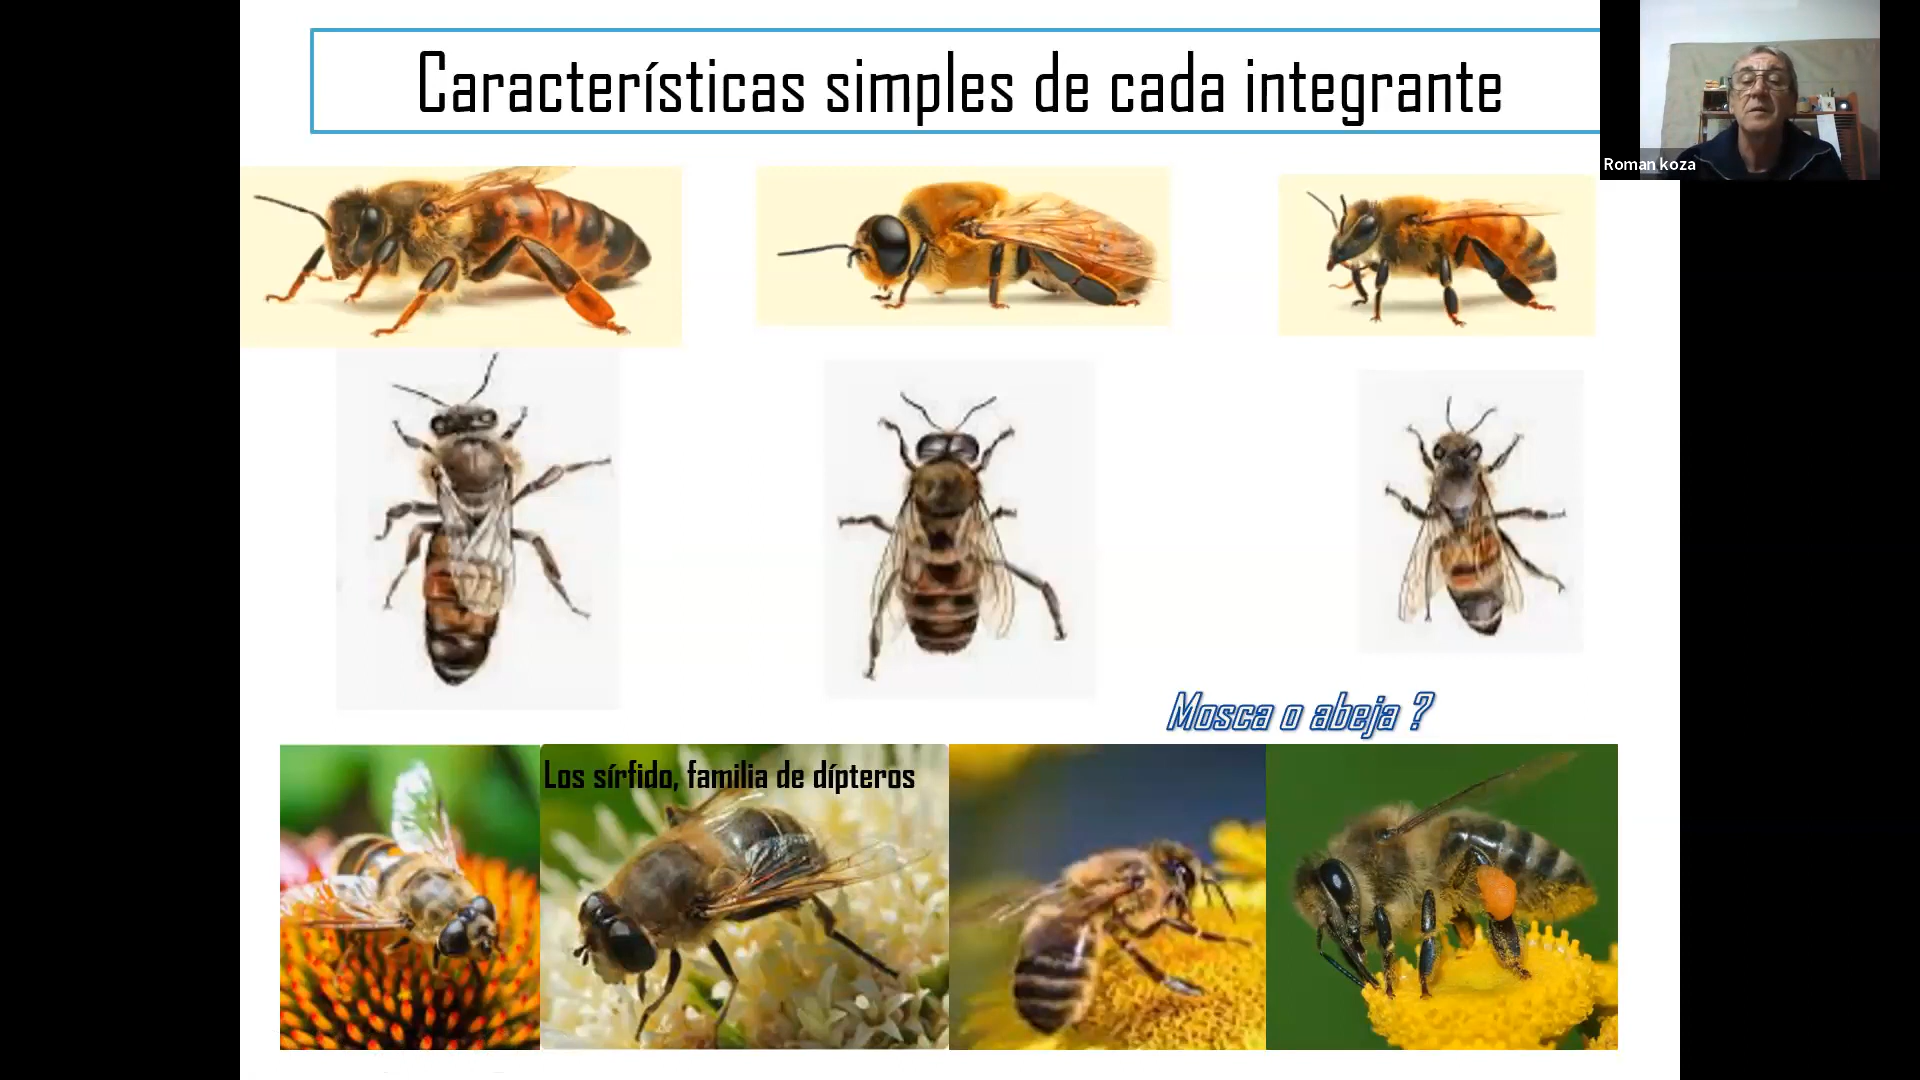 Características simples de cada integrante
Roman koza
Mosca o abeja ?
Los sírfido, familia de dípteros